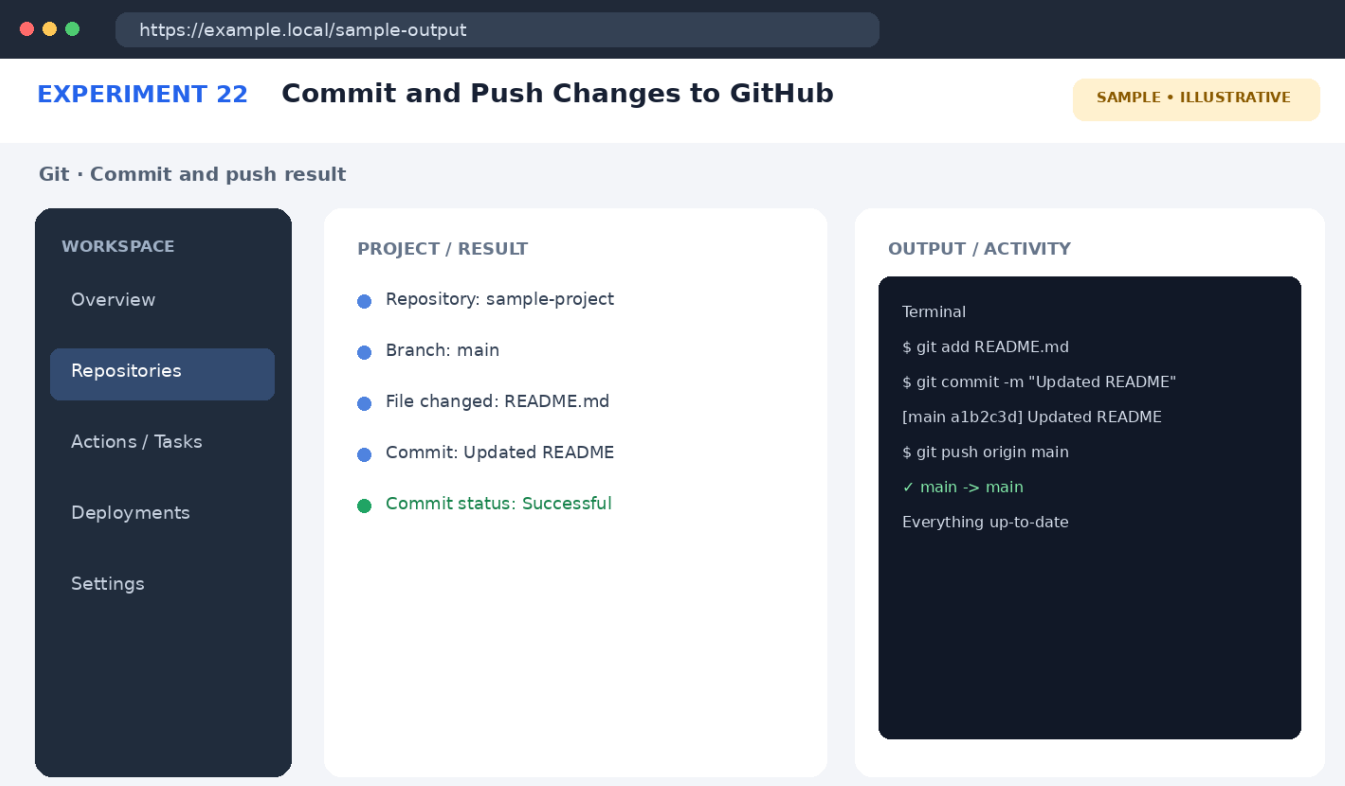 https://example.local/sample-output
EXPERIMENT 22 Commit and Push Changes to GitHub
SAMPLE • ILLUSTRATIVE
Git · Commit and push result
WORKSPACE
Overview
Repositories
Actions / Tasks
Deployments
Settings
PROJECT / RESULT
Repository: sample-project
Branch: main
File changed: README.md
Commit: Updated README
Commit status: Successful
OUTPUT / ACTIVITY
Terminal
$ git add README.md
$ git commit -m "Updated README"
[main a1b2c3d] Updated README
$ git push origin main
✓ main -> main
Everything up-to-date